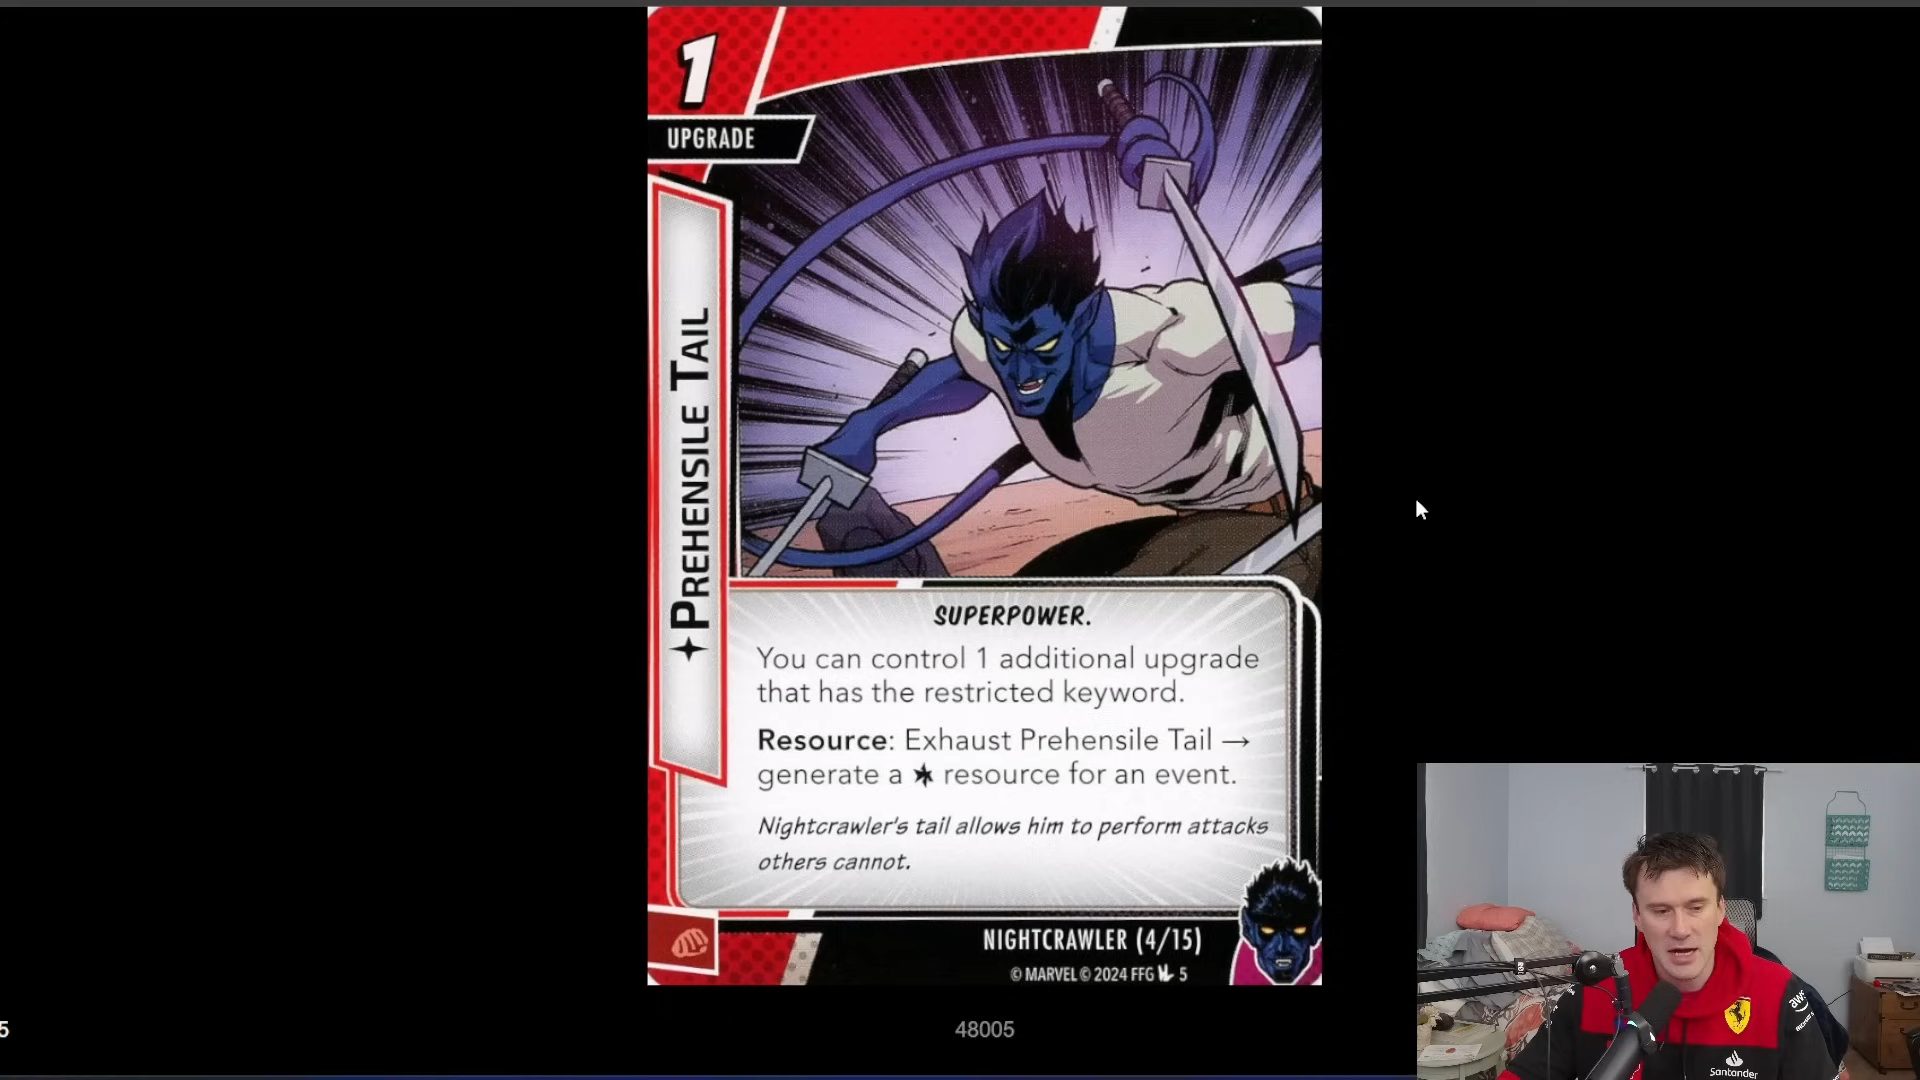 1
UPGRADE
PREHENSILE TAIL
SUPERPOWER.
You can control 1 additional upgrade
that has the restricted keyword.
Resource: Exhaust Prehensile Tail →
generate a resource for an event.
Nightcrawler's tail allows him to perform attacks
others cannot.
NIGHTCRAWLER (4/15)
© MARVEL © 2024 FFG 5
5
48005
aws
Santander